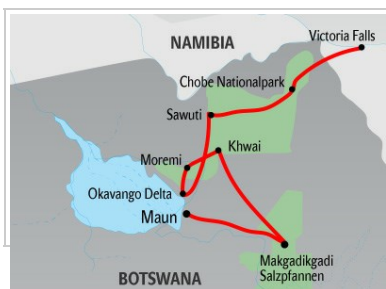 Victoria Falls
NAMIBIA
Chobe Nationalpark
Sawuti
Khwai
Moremi
Okavango Delta
Maun
Makgadikgadi
Salzpfannen
BOTSWANA